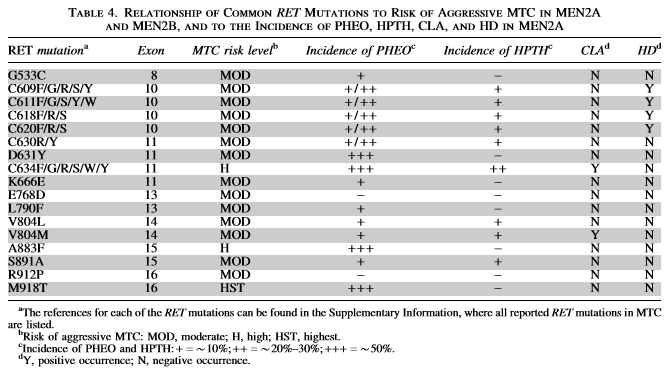 TABLE 4. RELATIONSHIP OF COMMON RET MUTATIONS TO RISK OF AGGRESSIVE MTC IN MEN2A
AND MEN2B, AND TO THE INCIDENCE OF PHEO, HPTH, CLA, AND HD IN MEN2A
RET mutationa Exon MTC risk levelb Incidence of PHEOc Incidence of HPTHc CLAd HDd
G533C 8 MOD + − N N
C609F/G/R/S/Y 10 MOD +/++ + N Y
C611F/G/S/Y/W 10 MOD +/++ + N Y
C618F/R/S 10 MOD +/++ + N Y
C620F/R/S 10 MOD +/++ + N Y
C630R/Y 11 MOD +/++ + N N
D631Y 11 MOD +++ − N N
C634F/G/R/S/W/Y 11 H +++ ++ Y N
K666E 11 MOD + − N N
E768D 13 MOD − − N N
L790F 13 MOD + − N N
V804L 14 MOD + + N N
V804M 14 MOD + + Y N
A883F 15 H +++ − N N
S891A 15 MOD + + N N
R912P 16 MOD − − N N
M918T 16 HST +++ − N N
aThe references for each of the RET mutations can be found in the Supplementary Information, where all reported RET mutations in MTC
are listed.
bRisk of aggressive MTC: MOD, moderate; H, high; HST, highest.
cIncidence of PHEO and HPTH: + = ~10%; ++ = ~20%–30%; +++ = ~50%.
dY, positive occurrence; N, negative occurrence.